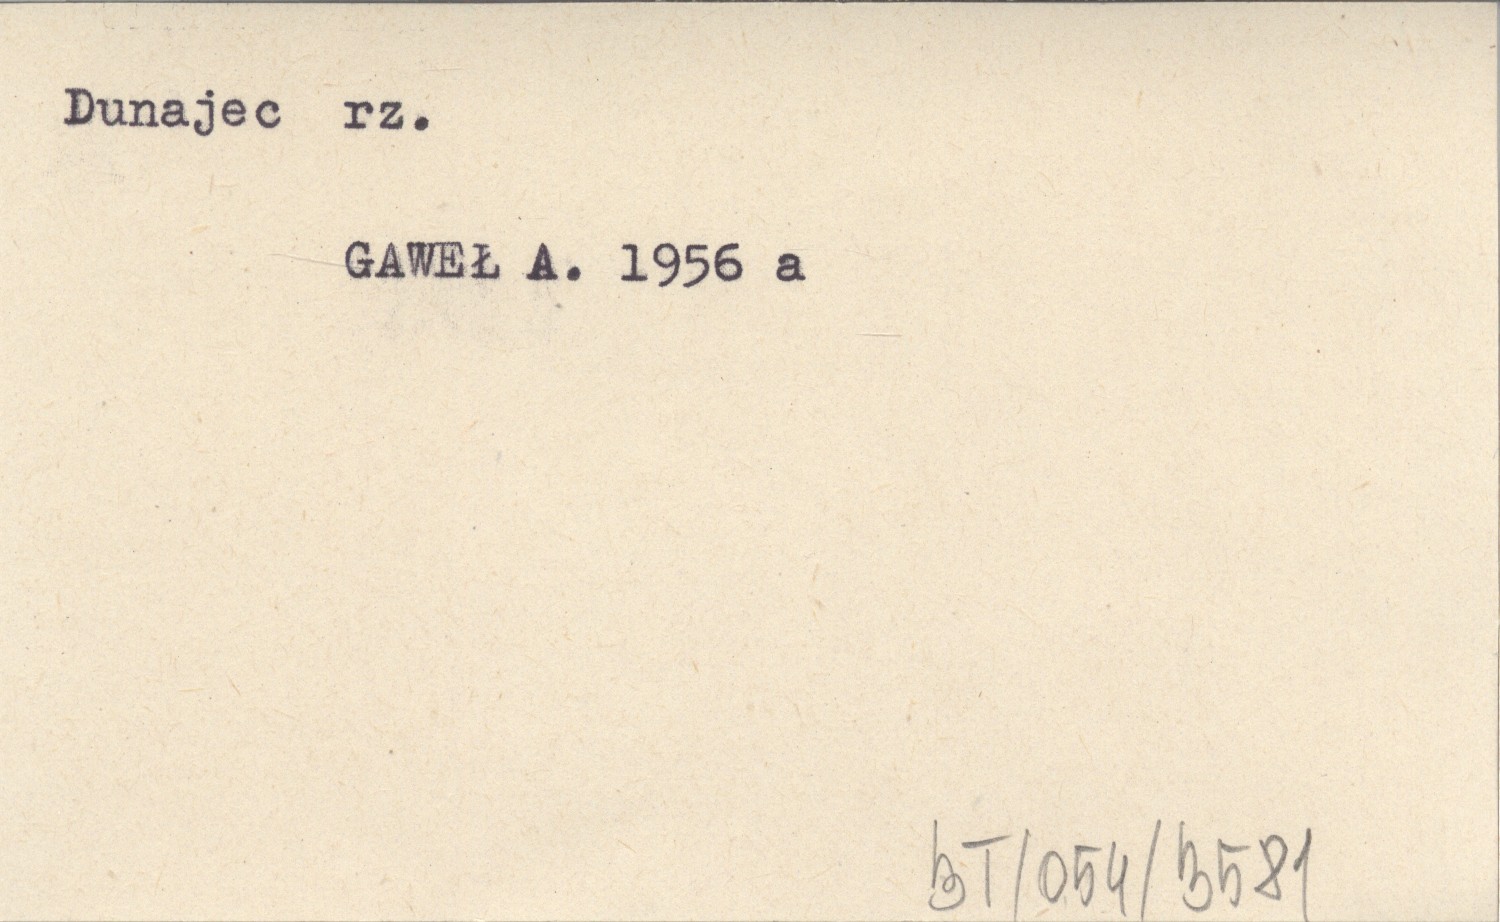 Dunajec rz.
GAWEŁ A. 1956 a
BT/054/3581